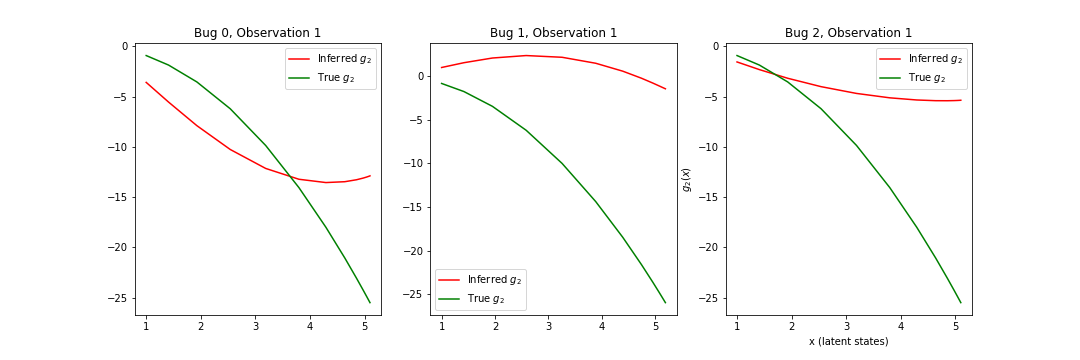 Bug 0, Observation 1
Inferred g₂
True g₂
0
−5
−10
−15
−20
−25
1 2 3 4 5
Bug 1, Observation 1
0
−5
−10
−15
−20
−25
Inferred g₂
True g₂
1 2 3 4 5
Bug 2, Observation 1
Inferred g₂
True g₂
g₂(x)
0
−5
−10
−15
−20
−25
1 2 3 4 5
x (latent states)